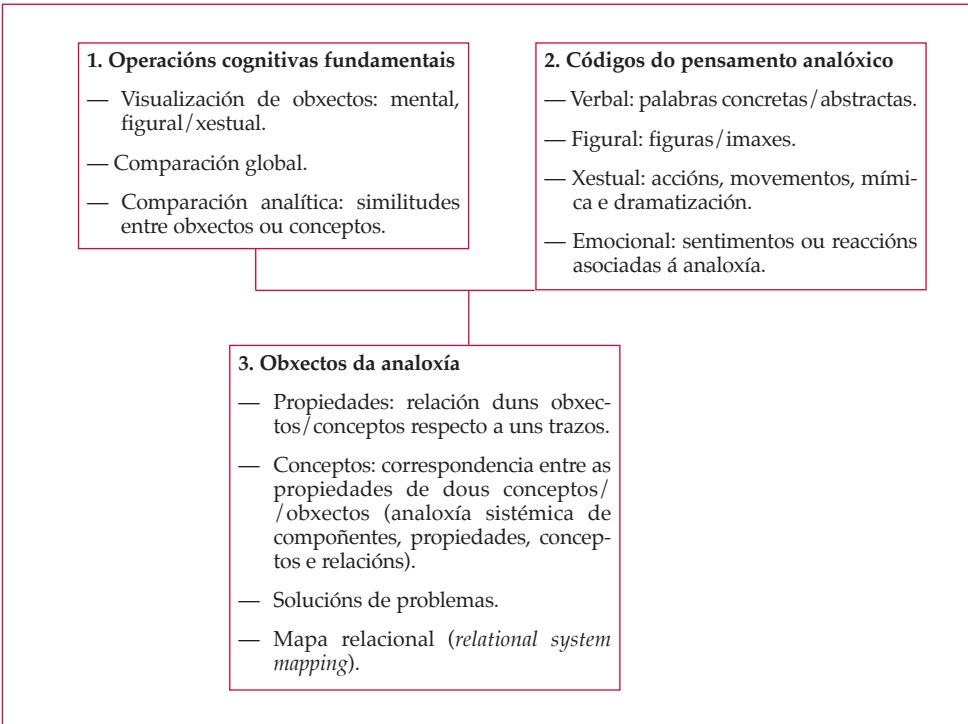 1. Operacións cognitivas fundamentais
— Visualización de obxectos: mental,
figural/xestual.
— Comparación global.
— Comparación analítica: similitudes
entre obxectos ou conceptos.
2. Códigos do pensamento analóxico
— Verbal: palabras concretas/abstractas.
— Figural: figuras/imaxes.
— Xestual: accións, movementos, mími-
ca e dramatización.
— Emocional: sentimentos ou reaccións
asociadas á analoxía.
3. Obxectos da analoxía
— Propiedades: relación duns obxec-
tos/conceptos respecto a uns trazos.
— Conceptos: correspondencia entre as
propiedades de dous conceptos/
/obxectos (analoxía sistémica de
compoñentes, propiedades, concep-
tos e relacións).
— Solucións de problemas.
— Mapa relacional (relational system
mapping).